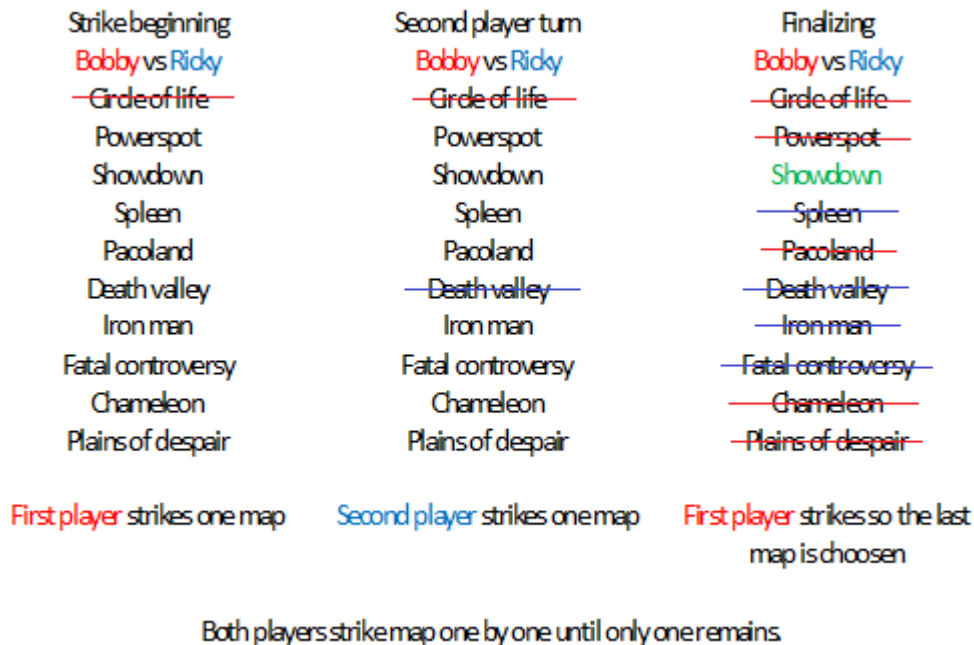 Strike beginning
Bobby vs Ricky
Circle of life
Powerspot
Showdown
Spleen
Pacoland
Death valley
Iron man
Fatal controversy
Chameleon
Plains of despair
First player strikes one map
Second player turn
Bobby vs Ricky
Circle of life
Powerspot
Showdown
Spleen
Pacoland
Death valley
Iron man
Fatal controversy
Chameleon
Plains of despair
Second player strikes one map
Finalizing
Bobby vs Ricky
Circle of life
Powerspot
Showdown
Spleen
Pacoland
Death valley
Iron man
Fatal controversy
Chameleon
Plains of despair
First player strikes so the last
map is choosen
Both players strike map one by one until only one remains.